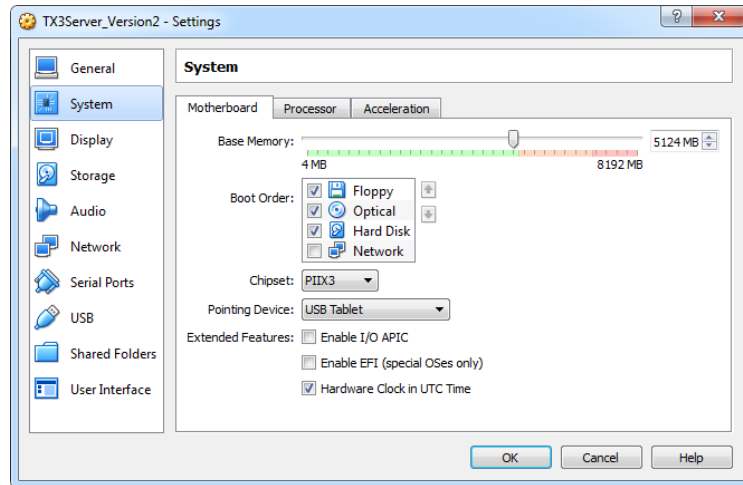 TX3Server_Version2 - Settings
General
System
Display
Storage
Audio
Network
Serial Ports
USB
Shared Folders
User Interface
System
Motherboard Processor Acceleration
Base Memory: 5124 MB
4 MB 8192 MB
Boot Order: Floppy
Optical
Hard Disk
Network
Chipset: PIIX3
Pointing Device: USB Tablet
Extended Features: Enable I/O APIC
Enable EFI (special OSes only)
Hardware Clock in UTC Time
OK Cancel Help